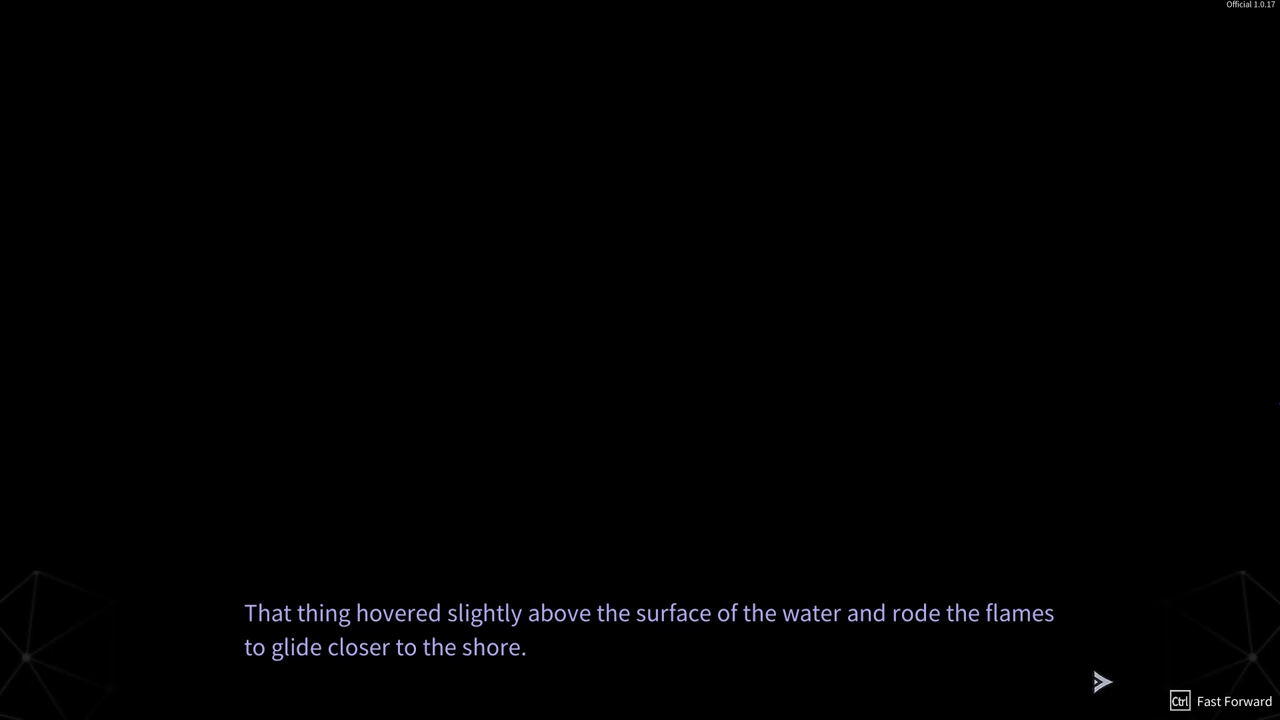 Official 1.0.17
That thing hovered slightly above the surface of the water and rode the flames
to glide closer to the shore.
Ctrl Fast Forward